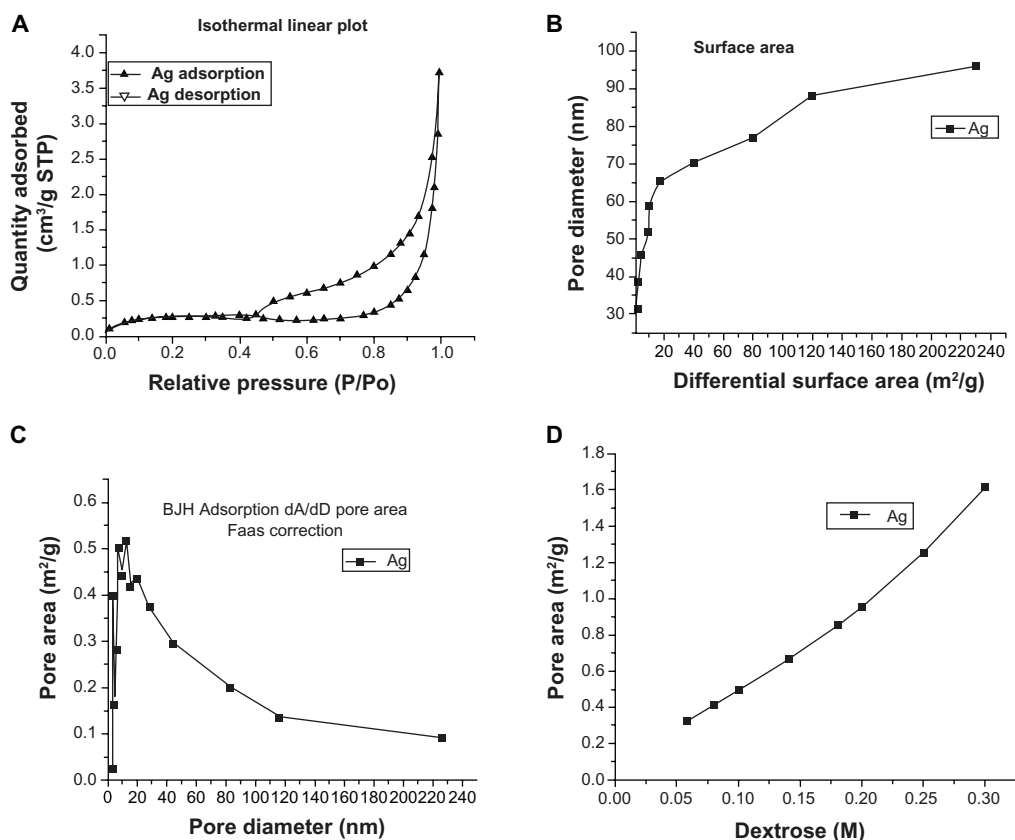 A
Isothermal linear plot
Ag adsorption
Ag desorption
Quantity adsorbed
(cm³/g STP)
4.0
3.5
3.0
2.5
2.0
1.5
1.0
0.5
0.0
0.0 0.2 0.4 0.6 0.8 1.0
Relative pressure (P/Po)
B
Surface area
Ag
Pore diameter (nm)
100
90
80
70
60
50
40
30
20 40 60 80 100 120 140 160 180 200 220 240
Differential surface area (m²/g)
C
BJH Adsorption dA/dD pore area
Faas correction
Ag
Pore area (m²/g)
0.6
0.5
0.4
0.3
0.2
0.1
0.0
0 20 40 60 80 100 120 140 160 180 200 220 240
Pore diameter (nm)
D
Ag
Pore area (m²/g)
1.8
1.6
1.4
1.2
1.0
0.8
0.6
0.4
0.2
0.0
0.00 0.05 0.10 0.15 0.20 0.25 0.30
Dextrose (M)